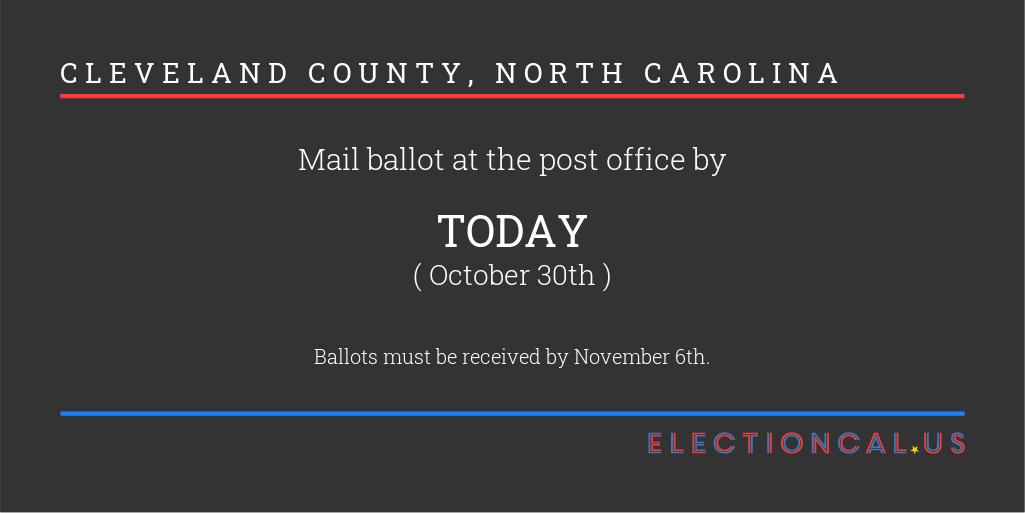 CLEVELAND COUNTY, NORTH CAROLINA
Mail ballot at the post office by
TODAY
( October 30th )
Ballots must be received by November 6th.
ELECTIONCAL.US